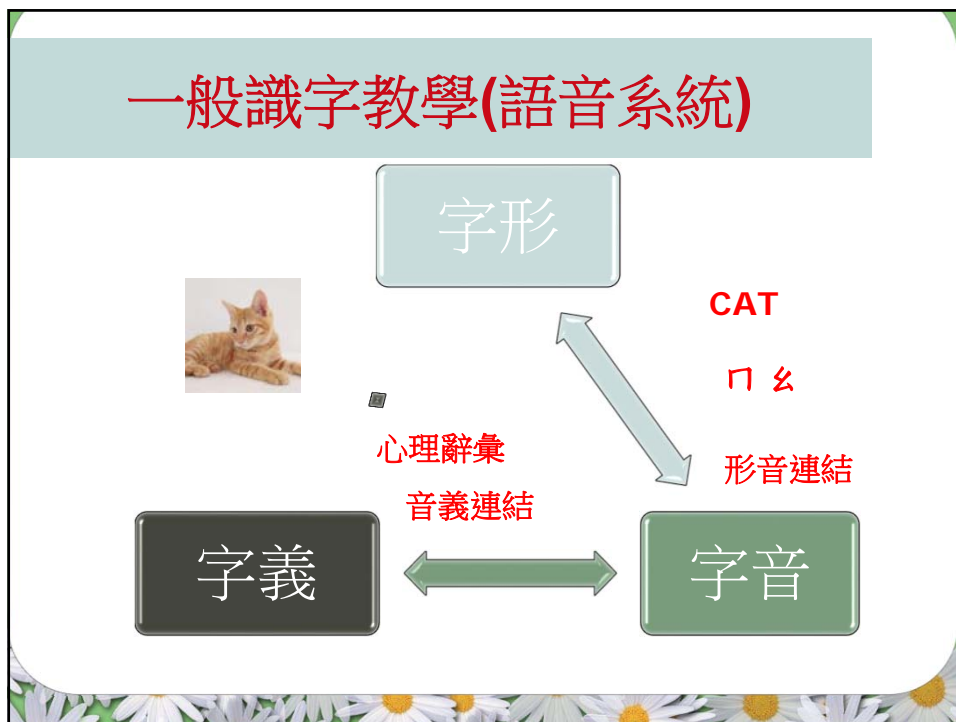 一般識字教學(語音系統)
字形
CAT
ㄇㄠ
心理辭彙
音義連結
形音連結
字義
字音